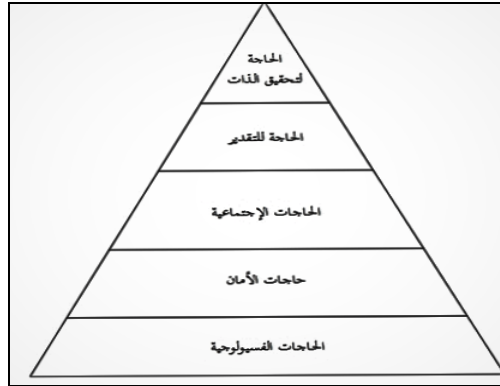 الحاجة
لتحقيق الذات
الحاجة للتقدير
الحاجات الإجتماعية
حاجات الأمان
الحاجات الفسيولوجية